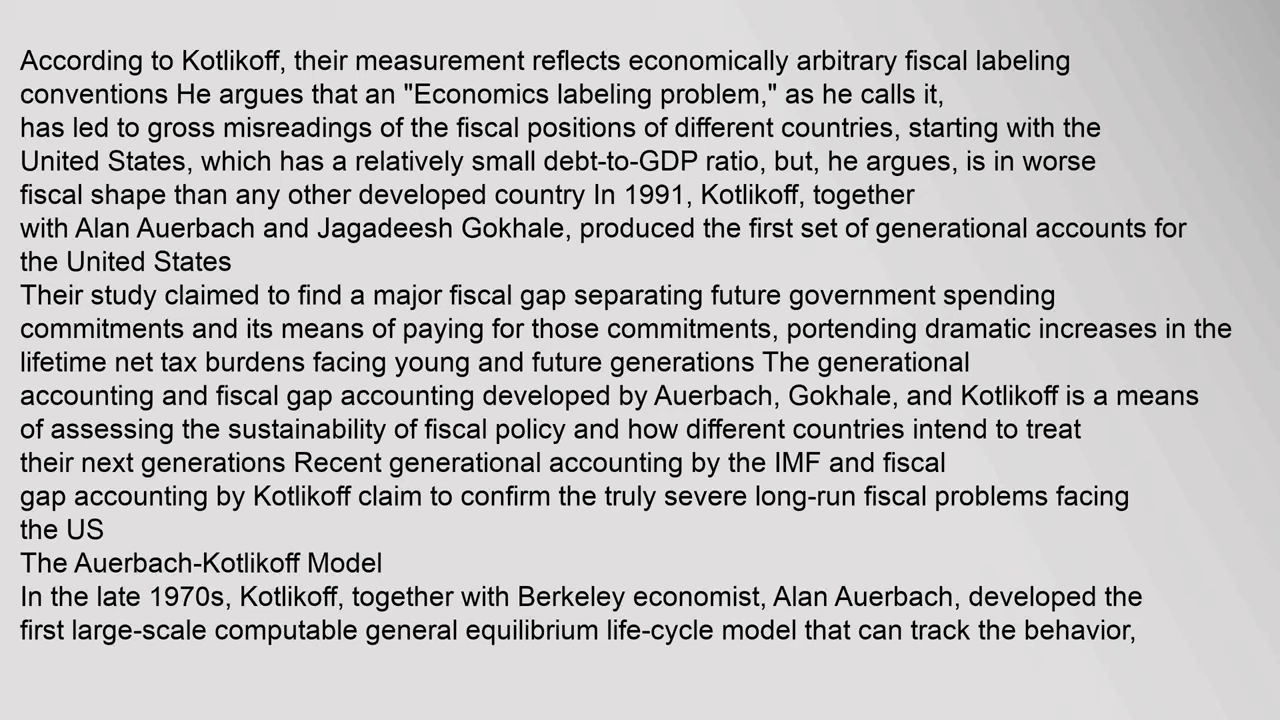 According to Kotlikoff, their measurement reflects economically arbitrary fiscal labeling
conventions He argues that an "Economics labeling problem," as he calls it,
has led to gross misreadings of the fiscal positions of different countries, starting with the
United States, which has a relatively small debt-to-GDP ratio, but, he argues, is in worse
fiscal shape than any other developed country In 1991, Kotlikoff, together
with Alan Auerbach and Jagadeesh Gokhale, produced the first set of generational accounts for
the United States
Their study claimed to find a major fiscal gap separating future government spending
commitments and its means of paying for those commitments, portending dramatic increases in the
lifetime net tax burdens facing young and future generations The generational
accounting and fiscal gap accounting developed by Auerbach, Gokhale, and Kotlikoff is a means
of assessing the sustainability of fiscal policy and how different countries intend to treat
their next generations Recent generational accounting by the IMF and fiscal
gap accounting by Kotlikoff claim to confirm the truly severe long-run fiscal problems facing
the US
The Auerbach-Kotlikoff Model
In the late 1970s, Kotlikoff, together with Berkeley economist, Alan Auerbach, developed the
first large-scale computable general equilibrium life-cycle model that can track the behavior,